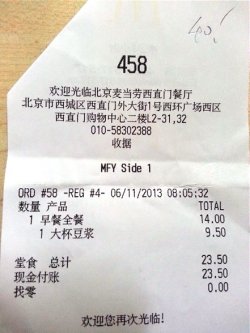 458
欢迎光临北京麦当劳西直门餐厅
北京市西城区西直门外大街1号西环广场西区
西直门购物中心二楼L2-31,32
010-58302388
收据
MFY Side 1
ORD #58 -REG #4- 06/11/2013 08:05:32
数量 产品 TOTAL
1 早餐全餐 14.00
1 大杯豆浆 9.50
堂食 总计 23.50
现金付账 23.50
找零 0.00
欢迎您再次光临!